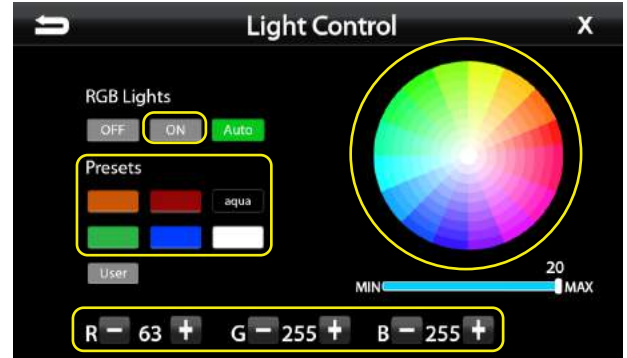 Light Control X
RGB Lights
OFF ON Auto
Presets
aqua
User
20
MIN MAX
R − 63 + G − 255 + B − 255 +